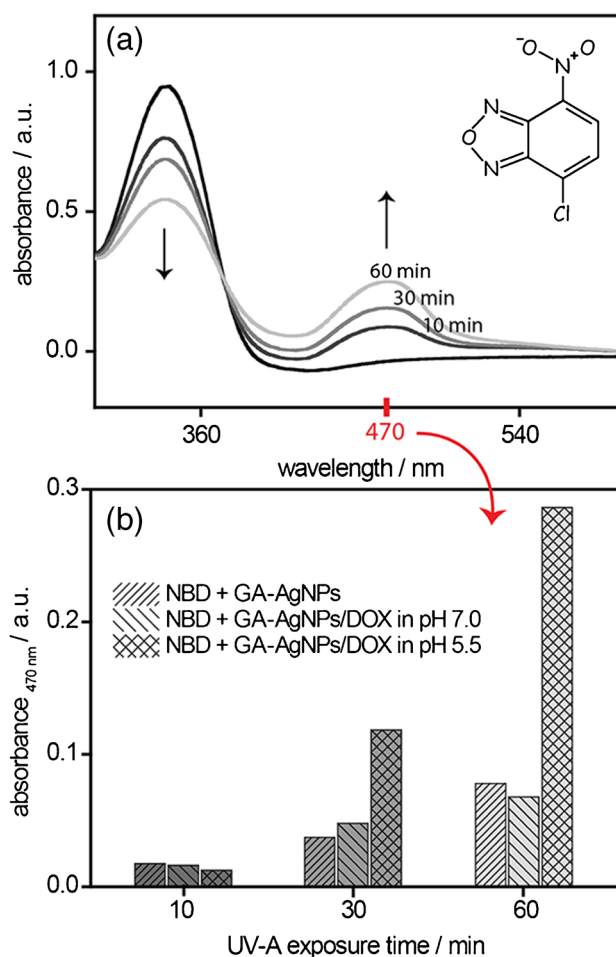 (a)
1.0
0.5
0.0
absorbance / a.u.
⁻O N⁺ O
N
O
N
Cl
60 min
30 min
10 min
360
470
540
wavelength / nm
0.3
(b)
NBD + GA-AgNPs
NBD + GA-AgNPs/DOX in pH 7.0
NBD + GA-AgNPs/DOX in pH 5.5
0.2
0.1
0.0
absorbance 470 nm / a.u.
10
30
60
UV-A exposure time / min